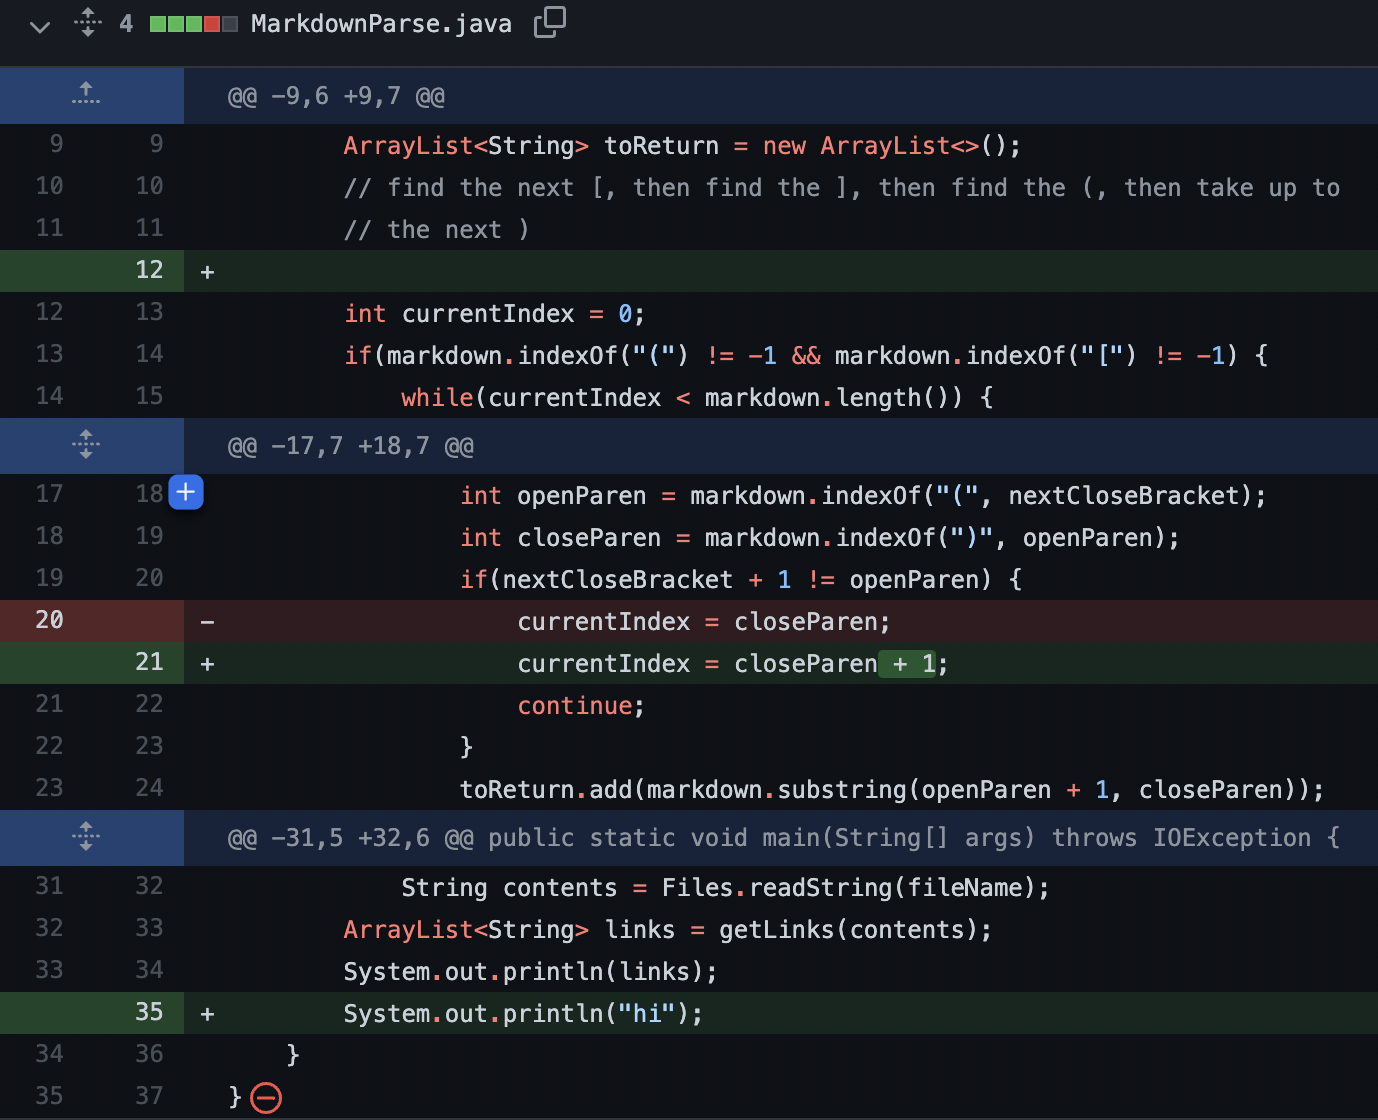 4 MarkdownParse.java
@@ -9,6 +9,7 @@
9 9 ArrayList<String> toReturn = new ArrayList<>();
10 10 // find the next [, then find the ], then find the (, then take up to
11 11 // the next )
12 +
12 13 int currentIndex = 0;
13 14 if(markdown.indexOf("(") != -1 && markdown.indexOf("[") != -1) {
14 15 while(currentIndex < markdown.length()) {
@@ -17,7 +18,7 @@
17 18 + int openParen = markdown.indexOf("(", nextCloseBracket);
18 19 int closeParen = markdown.indexOf(")", openParen);
19 20 if(nextCloseBracket + 1 != openParen) {
20 - currentIndex = closeParen;
21 + currentIndex = closeParen + 1;
21 22 continue;
22 23 }
23 24 toReturn.add(markdown.substring(openParen + 1, closeParen));
@@ -31,5 +32,6 @@ public static void main(String[] args) throws IOException {
31 32 String contents = Files.readString(fileName);
32 33 ArrayList<String> links = getLinks(contents);
33 34 System.out.println(links);
35 + System.out.println("hi");
34 36 }
35 37 }